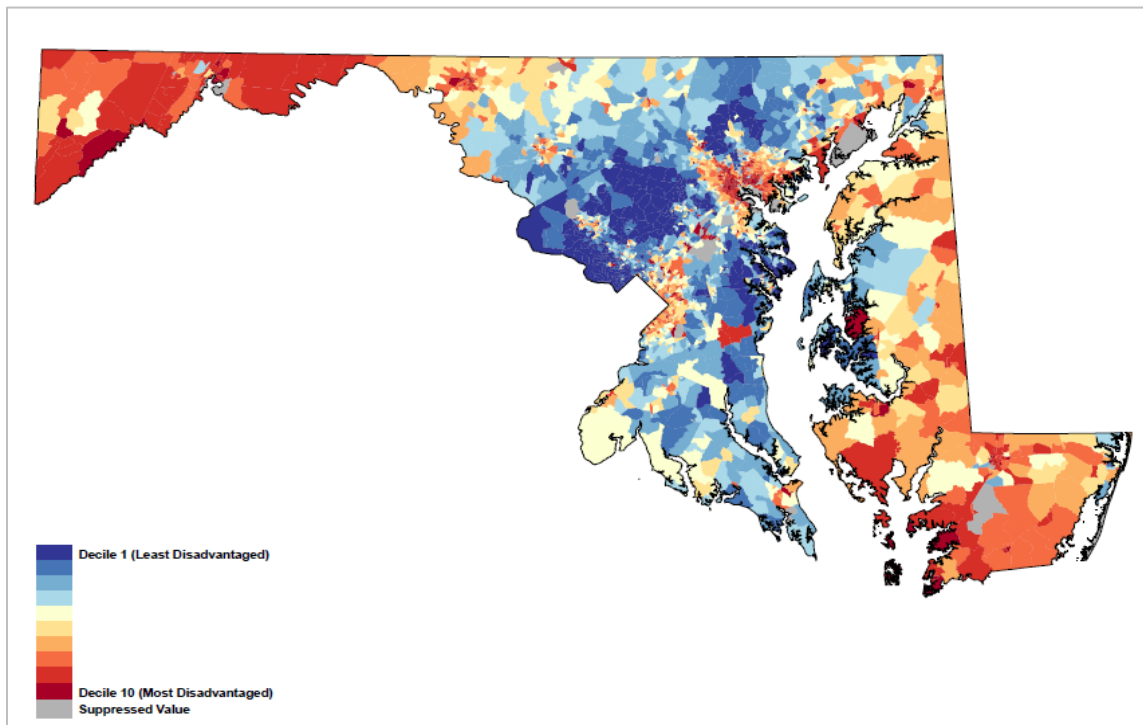 Decile 1 (Least Disadvantaged)
Decile 10 (Most Disadvantaged)
Suppressed Value